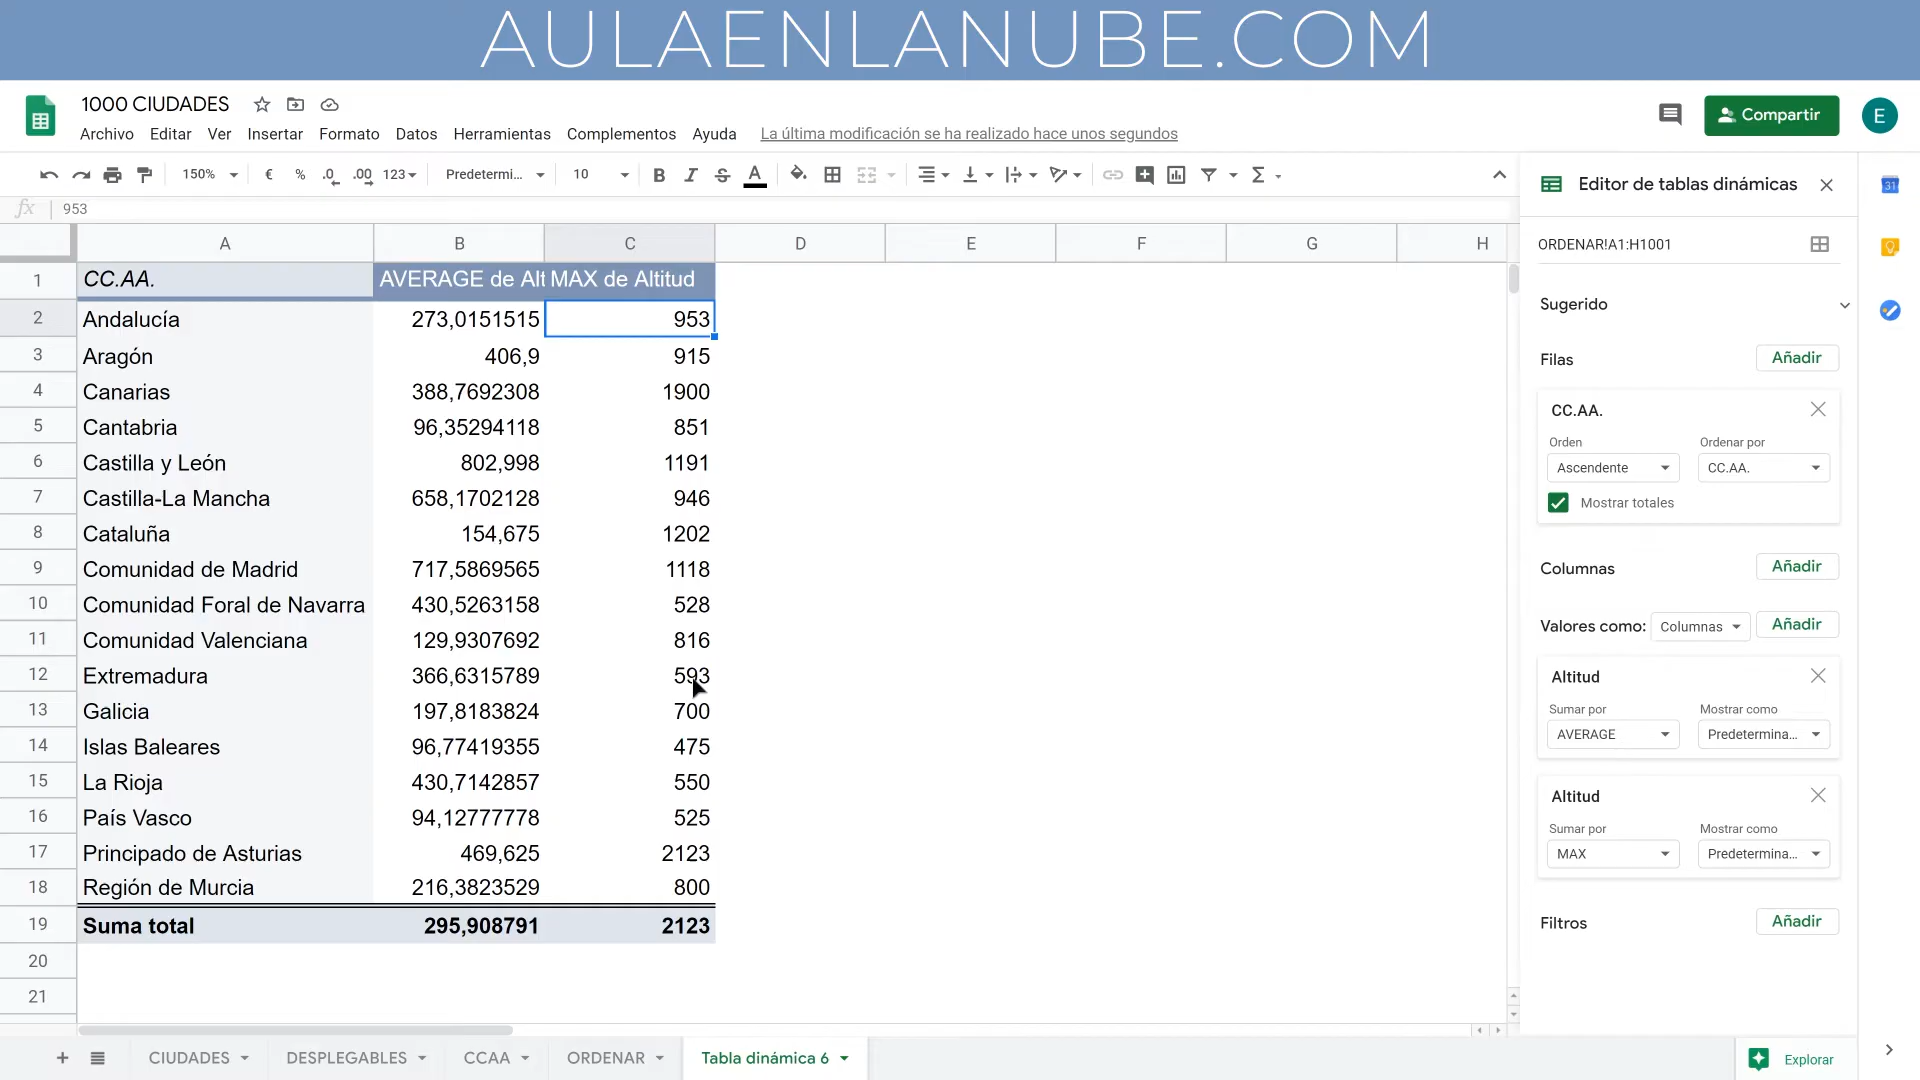 AULAENLANUBE.COM
1000 CIUDADES
Archivo Editar Ver Insertar Formato Datos Herramientas Complementos Ayuda La última modificación se ha realizado hace unos segundos
Compartir
E
150% € % .0 .00 123 Predetermi... 10 B I S A
fx 953
A B C D E F G H
1 CC.AA. AVERAGE de Alt MAX de Altitud
2 Andalucía 273,0151515 953
3 Aragón 406,9 915
4 Canarias 388,7692308 1900
5 Cantabria 96,35294118 851
6 Castilla y León 802,998 1191
7 Castilla-La Mancha 658,1702128 946
8 Cataluña 154,675 1202
9 Comunidad de Madrid 717,5869565 1118
10 Comunidad Foral de Navarra 430,5263158 528
11 Comunidad Valenciana 129,9307692 816
12 Extremadura 366,6315789 593
13 Galicia 197,8183824 700
14 Islas Baleares 96,77419355 475
15 La Rioja 430,7142857 550
16 País Vasco 94,12777778 525
17 Principado de Asturias 469,625 2123
18 Región de Murcia 216,3823529 800
19 Suma total 295,908791 2123
20
21
Editor de tablas dinámicas
ORDENAR!A1:H1001
Sugerido
Filas Añadir
CC.AA.
Orden Ordenar por
Ascendente CC.AA.
Mostrar totales
Columnas Añadir
Valores como: Columnas Añadir
Altitud
Sumar por Mostrar como
AVERAGE Predetermina...
Altitud
Sumar por Mostrar como
MAX Predetermina...
Filtros Añadir
31
CIUDADES DESPLEGABLES CCAA ORDENAR Tabla dinámica 6
Explorar